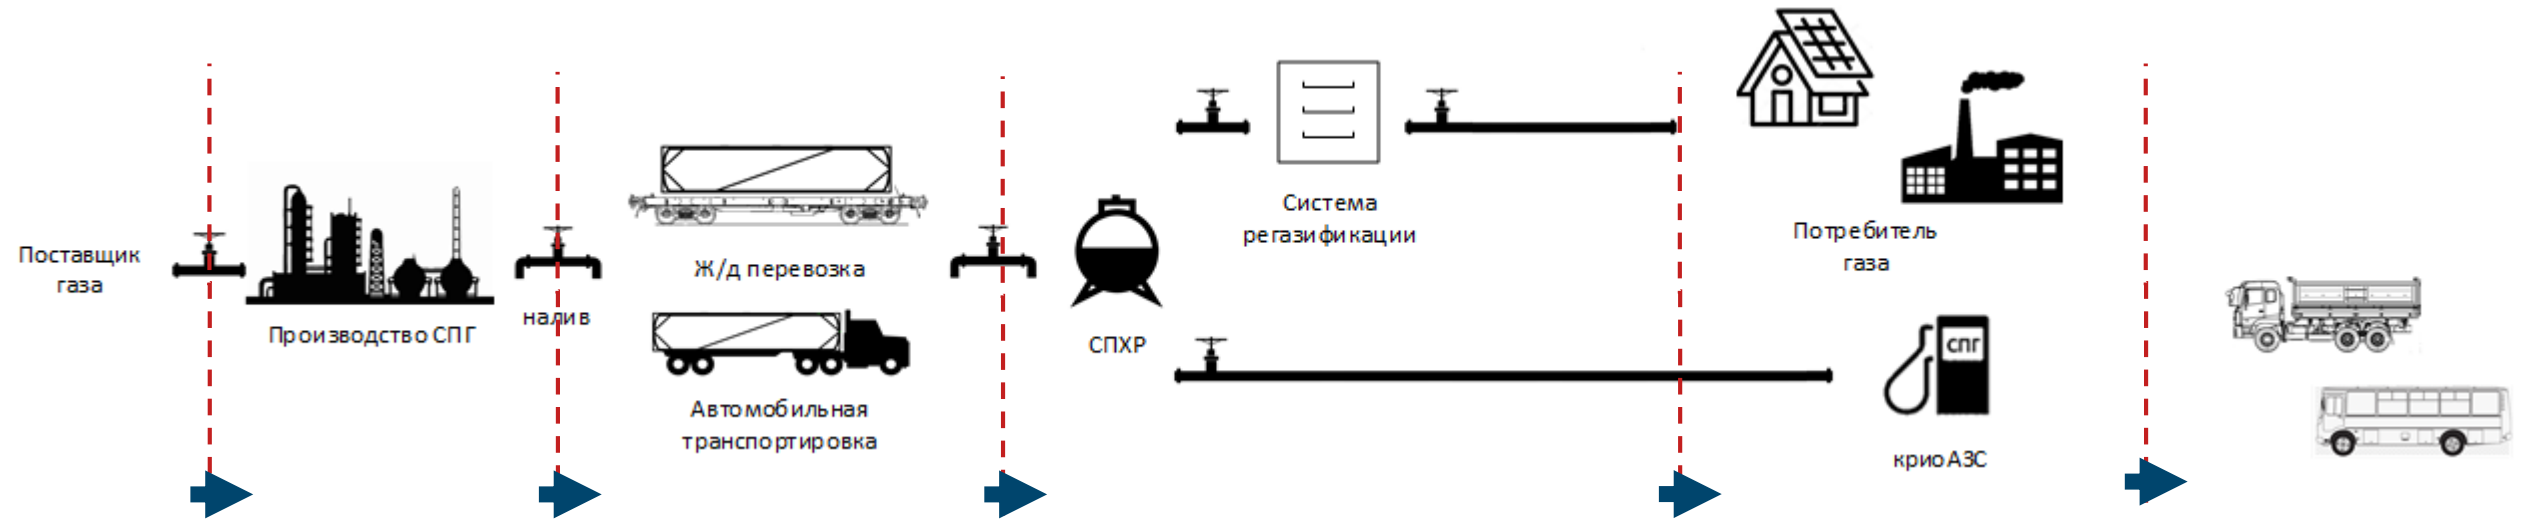 Поставщик
газа
Производство СПГ
налив
Ж/д перевозка
Автомобильная
транспортировка
СПХР
Система
регазификации
Потребитель
газа
спг
криоАЗС